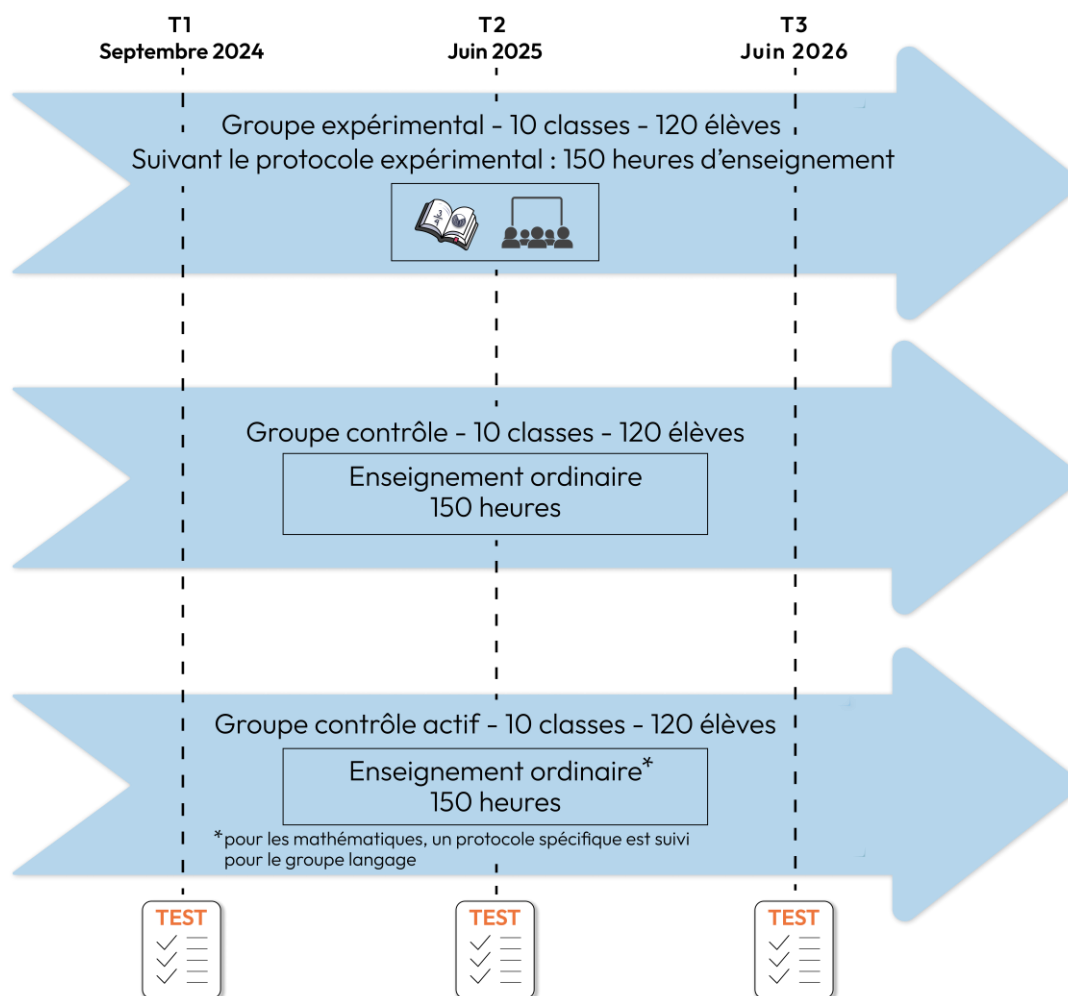 T1
Septembre 2024
T2
Juin 2025
T3
Juin 2026
Groupe expérimental - 10 classes - 120 élèves
Suivant le protocole expérimental : 150 heures d’enseignement
Groupe contrôle - 10 classes - 120 élèves
Enseignement ordinaire
150 heures
Groupe contrôle actif - 10 classes - 120 élèves
Enseignement ordinaire*
150 heures
*pour les mathématiques, un protocole spécifique est suivi
pour le groupe langage
TEST
TEST
TEST